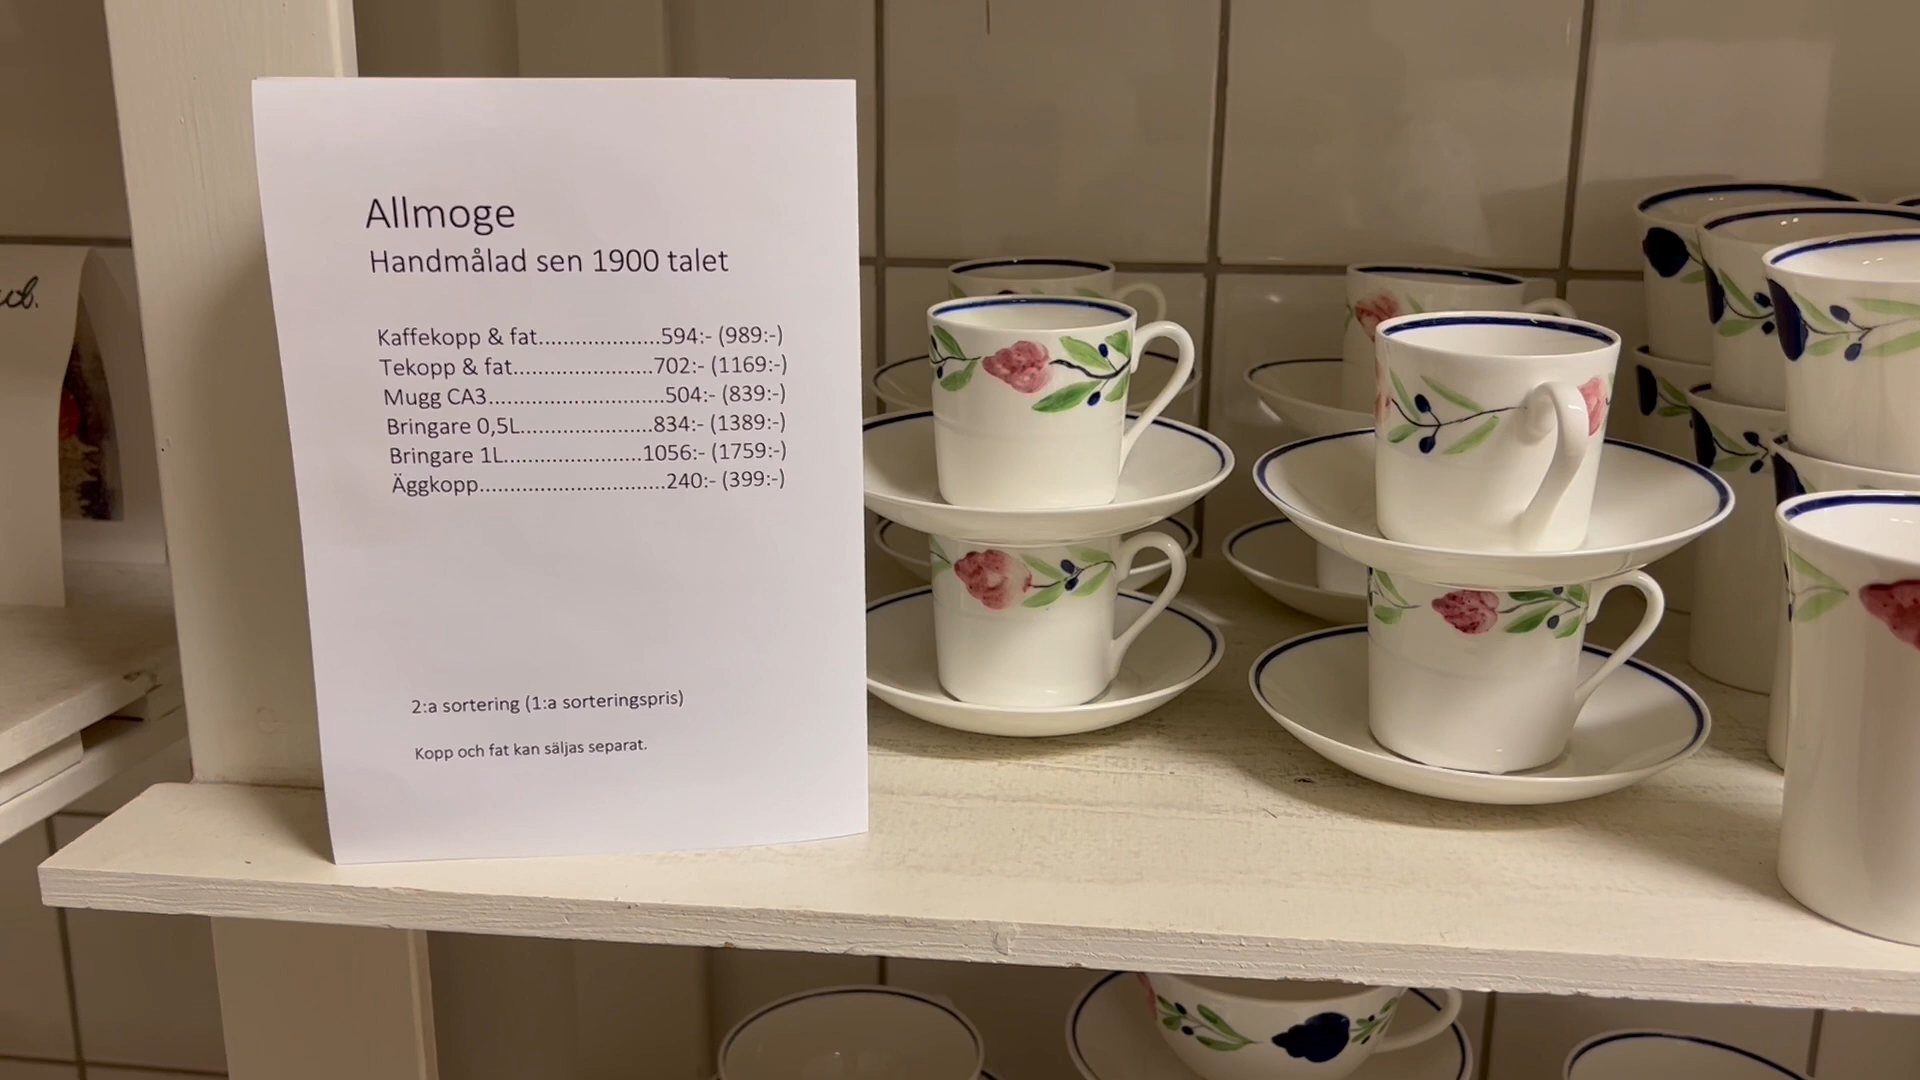 Allmoge
Handmålad sen 1900 talet
Kaffekopp & fat....................594:- (989:-)
Tekopp & fat.......................702:- (1169:-)
Mugg CA3.............................504:- (839:-)
Bringare 0,5L......................834:- (1389:-)
Bringare 1L.......................1056:- (1759:-)
Äggkopp..............................240:- (399:-)
2:a sortering (1:a sorteringspris)
Kopp och fat kan säljas separat.